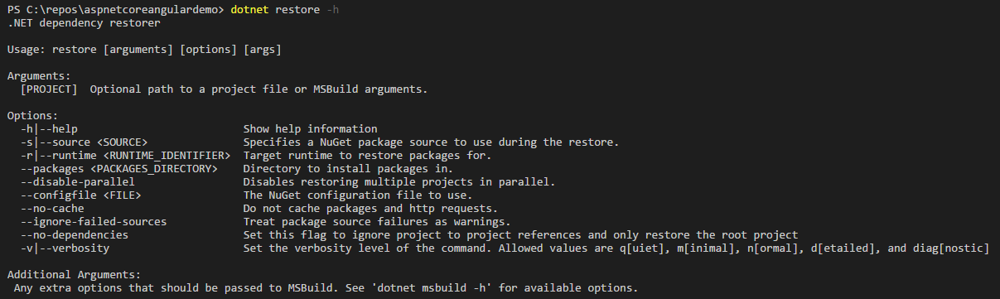 PS C:\repos\aspnetcoreangulardemo> dotnet restore -h
.NET dependency restorer
Usage: restore [arguments] [options] [args]
Arguments:
  [PROJECT]  Optional path to a project file or MSBuild arguments.
Options:
  -h|--help                          Show help information
  -s|--source <SOURCE>               Specifies a NuGet package source to use during the restore.
  -r|--runtime <RUNTIME_IDENTIFIER>  Target runtime to restore packages for.
  --packages <PACKAGES_DIRECTORY>    Directory to install packages in.
  --disable-parallel                 Disables restoring multiple projects in parallel.
  --configfile <FILE>                The NuGet configuration file to use.
  --no-cache                         Do not cache packages and http requests.
  --ignore-failed-sources            Treat package source failures as warnings.
  --no-dependencies                  Set this flag to ignore project to project references and only restore the root project
  -v|--verbosity                     Set the verbosity level of the command. Allowed values are q[uiet], m[inimal], n[ormal], d[etailed], and diag[nostic]
Additional Arguments:
 Any extra options that should be passed to MSBuild. See 'dotnet msbuild -h' for available options.